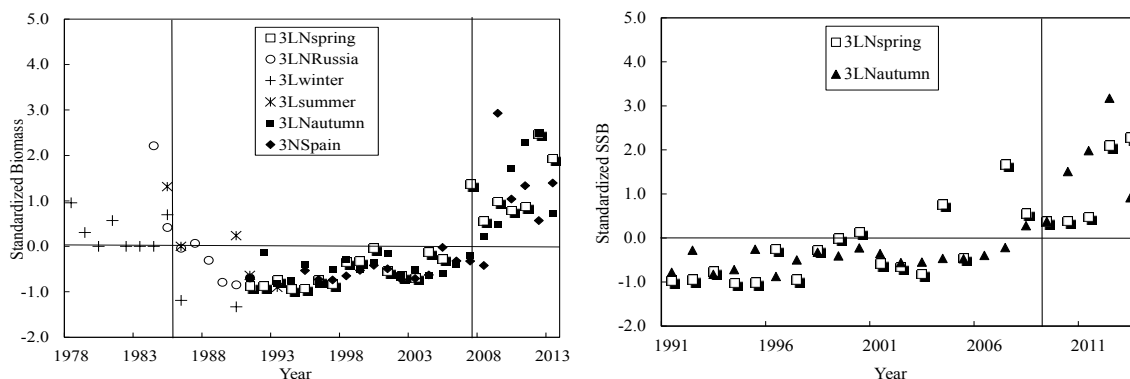 5.0
4.0
3.0
2.0
1.0
0.0
-1.0
-2.0
Standardized Biomass
3LNspring
3LNRussia
3Lwinter
3Lsummer
3LNautumn
3NSpain
1978 1983 1988 1993 1998 2003 2008 2013
Year
5.0
4.0
3.0
2.0
1.0
0.0
-1.0
-2.0
Standardized SSB
3LNspring
3LNautumn
1991 1996 2001 2006 2011
Year